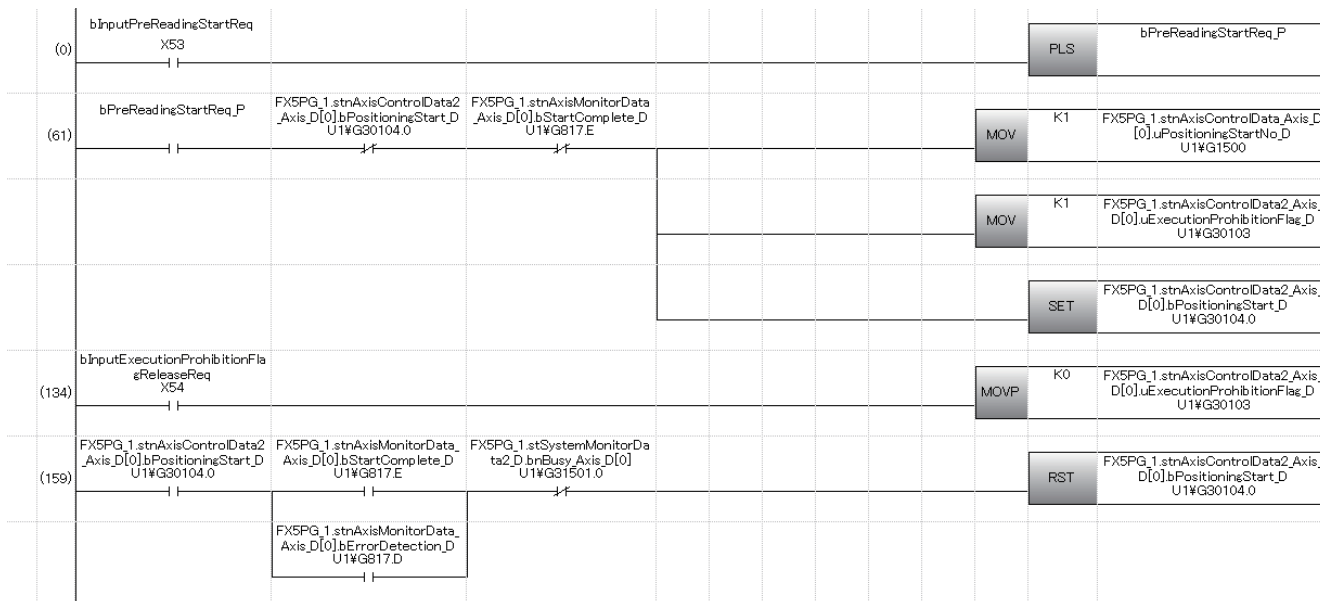 bInputPreReadingStartReq
X53
bPreReadingStartReq_P
(0)
PLS
bPreReadingStartReq_P
FX5PG_1.stnAxisControlData2
_Axis_D[0].bPositioningStart_D
U1¥G30104.0
FX5PG_1.stnAxisMonitorData
_Axis_D[0].bStartComplete_D
U1¥G817.E
(61)
MOV
K1
FX5PG_1.stnAxisControlData_Axis_D
[0].uPositioningStartNo_D
U1¥G1500
MOV
K1
FX5PG_1.stnAxisControlData2_Axis_
D[0].uExecutionProhibitionFlag_D
U1¥G30103
SET
FX5PG_1.stnAxisControlData2_Axis_
D[0].bPositioningStart_D
U1¥G30104.0
bInputExecutionProhibitionFla
gReleaseReq
X54
(134)
MOVP
K0
FX5PG_1.stnAxisControlData2_Axis_
D[0].uExecutionProhibitionFlag_D
U1¥G30103
FX5PG_1.stnAxisControlData2
_Axis_D[0].bPositioningStart_D
U1¥G30104.0
FX5PG_1.stnAxisMonitorData_
Axis_D[0].bStartComplete_D
U1¥G817.E
FX5PG_1.stSystemMonitorDa
ta2_D.bnBusy_Axis_D[0]
U1¥G31501.0
(159)
RST
FX5PG_1.stnAxisControlData2_Axis_
D[0].bPositioningStart_D
U1¥G30104.0
FX5PG_1.stnAxisMonitorData_
Axis_D[0].bErrorDetection_D
U1¥G817.D